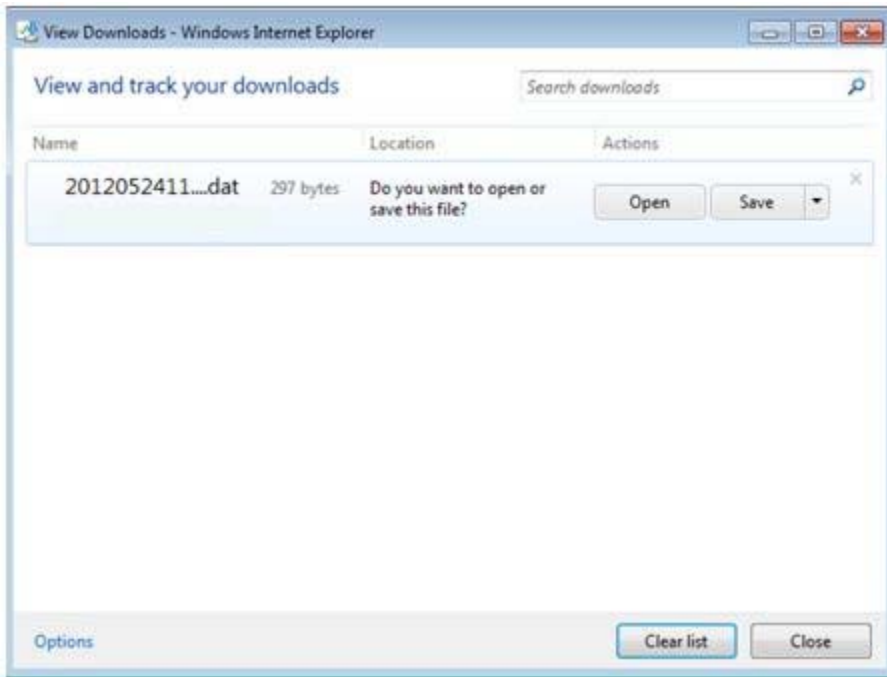 View Downloads - Windows Internet Explorer
View and track your downloads
Search downloads
Name Location Actions
2012052411....dat 297 bytes Do you want to open or
save this file?
Open Save
Options Clear list Close